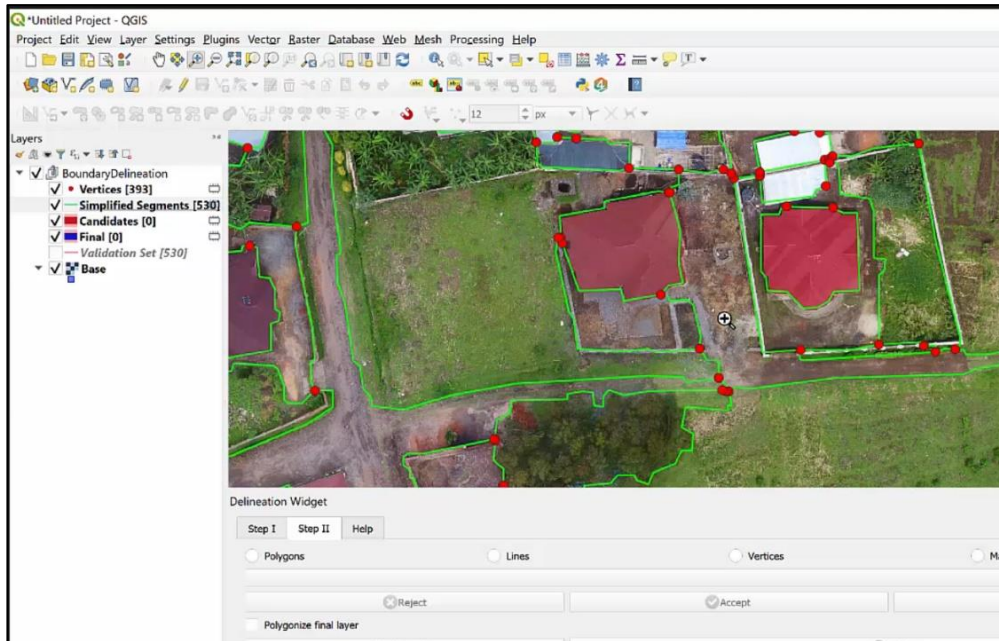 *Untitled Project - QGIS
Project Edit View Layer Settings Plugins Vector Raster Database Web Mesh Processing Help
12 px
Layers
BoundaryDelineation
Vertices [393]
Simplified Segments [530]
Candidates [0]
Final [0]
Validation Set [530]
Base
Delineation Widget
Step I Step II Help
Polygons Lines Vertices Ma
Reject Accept
Polygonize final layer